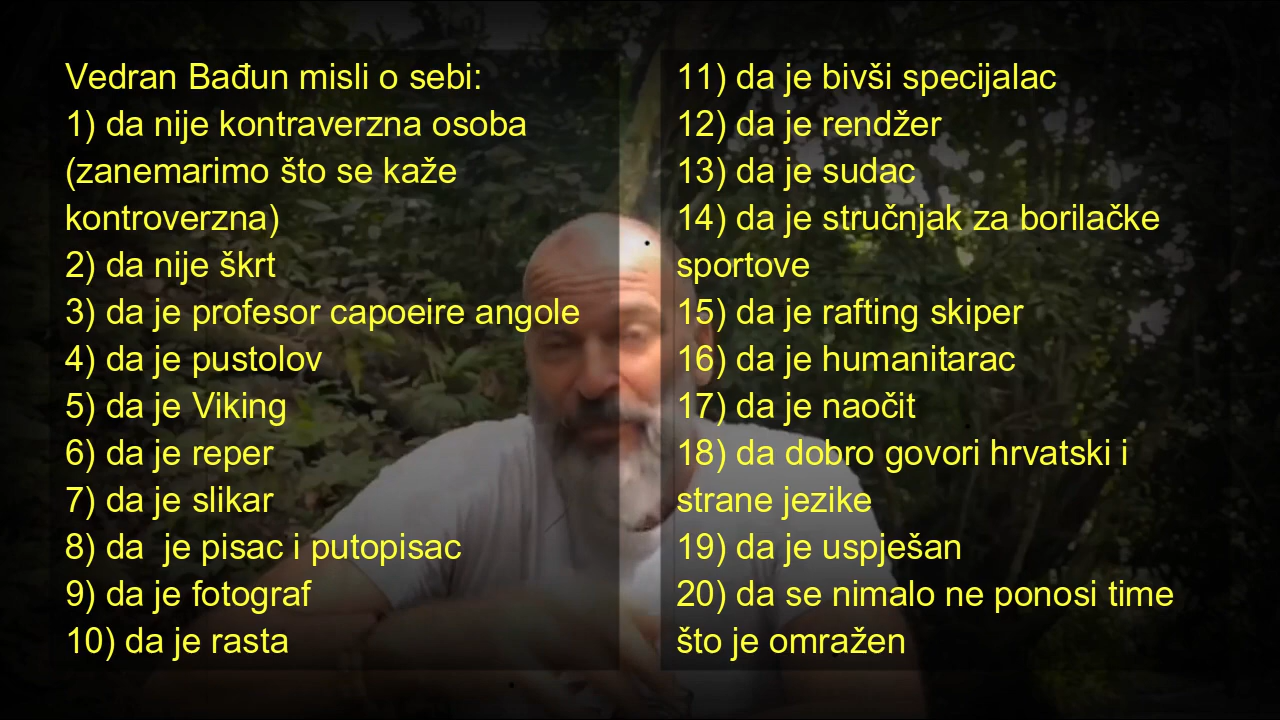 Vedran Bađun misli o sebi:
1) da nije kontraverzna osoba
(zanemarimo što se kaže
kontroverzna)
2) da nije škrt
3) da je profesor capoeire angole
4) da je pustolov
5) da je Viking
6) da je reper
7) da je slikar
8) da  je pisac i putopisac
9) da je fotograf
10) da je rasta
11) da je bivši specijalac
12) da je rendžer
13) da je sudac
14) da je stručnjak za borilačke
sportove
15) da je rafting skiper
16) da je humanitarac
17) da je naočit
18) da dobro govori hrvatski i
strane jezike
19) da je uspješan
20) da se nimalo ne ponosi time
što je omražen